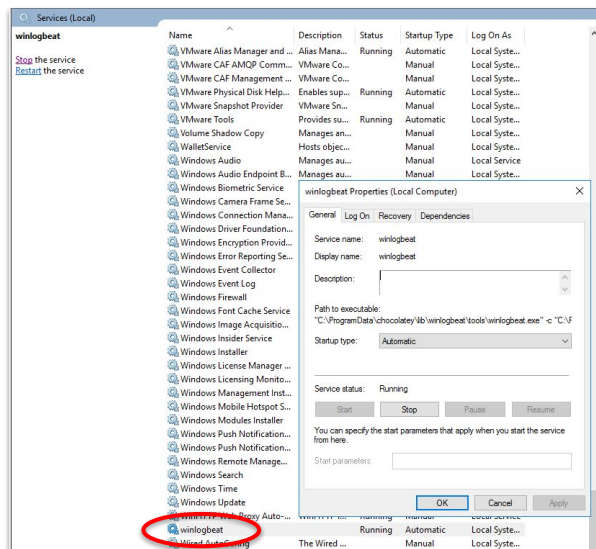 Services (Local)
winlogbeat
Stop the service
Restart the service
Name Description Status Startup Type Log On As
VMware Alias Manager and ... Alias Mana... Running Automatic Local Syste...
VMware CAF AMQP Comm... VMware Co... Manual Local Syste...
VMware CAF Management ... VMware Co... Manual Local Syste...
VMware Physical Disk Help... Enables sup... Running Automatic Local Syste...
VMware Snapshot Provider VMware Sn... Manual Local Syste...
VMware Tools Provides su... Running Automatic Local Syste...
Volume Shadow Copy Manages an... Manual Local Syste...
WalletService Hosts objec... Manual Local Syste...
Windows Audio Manages au... Manual Local Service
Windows Audio Endpoint B... Manages au... Manual Local Syste...
Windows Biometric Service
Windows Camera Frame Se...
Windows Connection Mana...
Windows Driver Foundation...
Windows Encryption Provid...
Windows Error Reporting Se...
Windows Event Collector
Windows Event Log
Windows Firewall
Windows Font Cache Service
Windows Image Acquisitio...
Windows Insider Service
Windows Installer
Windows License Manager ...
Windows Licensing Monito...
Windows Management Inst...
Windows Mobile Hotspot S...
Windows Modules Installer
Windows Push Notification...
Windows Push Notification...
Windows Remote Manage...
Windows Search
Windows Time
Windows Update
Web Proxy Auto-...
winlogbeat Running Automatic Local Syste...
Wired AutoConfig The Wired ... Manual Local Syste...
winlogbeat Properties (Local Computer)
General Log On Recovery Dependencies
Service name: winlogbeat
Display name: winlogbeat
Description:
Path to executable:
"C:\ProgramData\chocolatey\lib\winlogbeat\tools\winlogbeat.exe" -c "C:\F
Startup type: Automatic
Service status: Running
Start Stop Pause Resume
You can specify the start parameters that apply when you start the service
from here.
Start parameters:
OK Cancel Apply